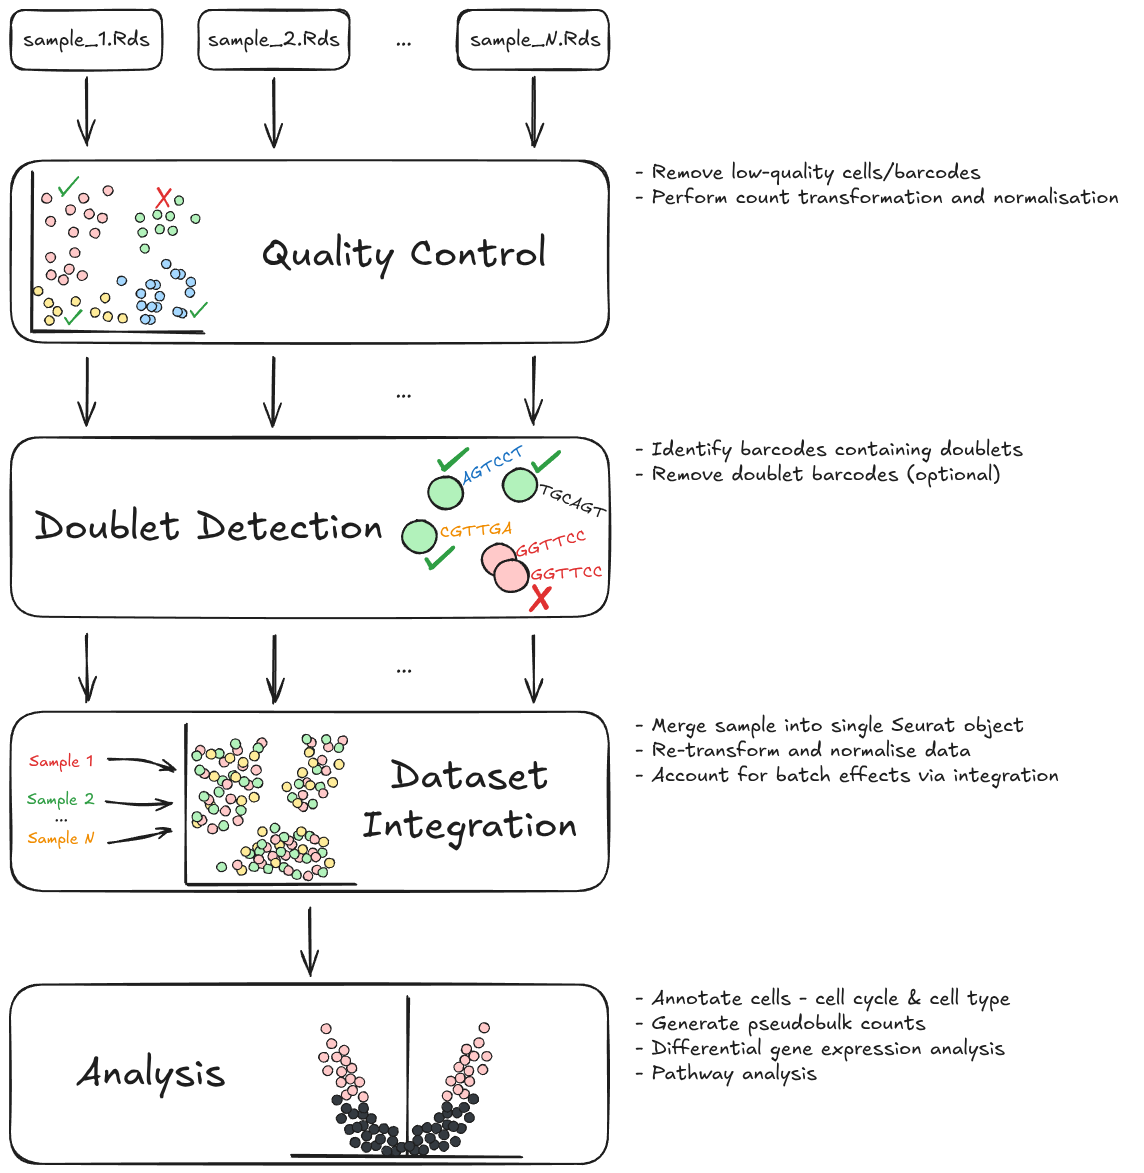 sample_1.Rds
sample_2.Rds
...
sample_N.Rds
Quality Control
- Remove low-quality cells/barcodes
- Perform count transformation and normalisation
...
Doublet Detection
AGTCCT
TGCAGT
CGTTGA
GGTTCC
GGTTCC
- Identify barcodes containing doublets
- Remove doublet barcodes (optional)
...
Sample 1
Sample 2
...
Sample N
Dataset
Integration
- Merge sample into single Seurat object
- Re-transform and normalise data
- Account for batch effects via integration
Analysis
- Annotate cells - cell cycle & cell type
- Generate pseudobulk counts
- Differential gene expression analysis
- Pathway analysis